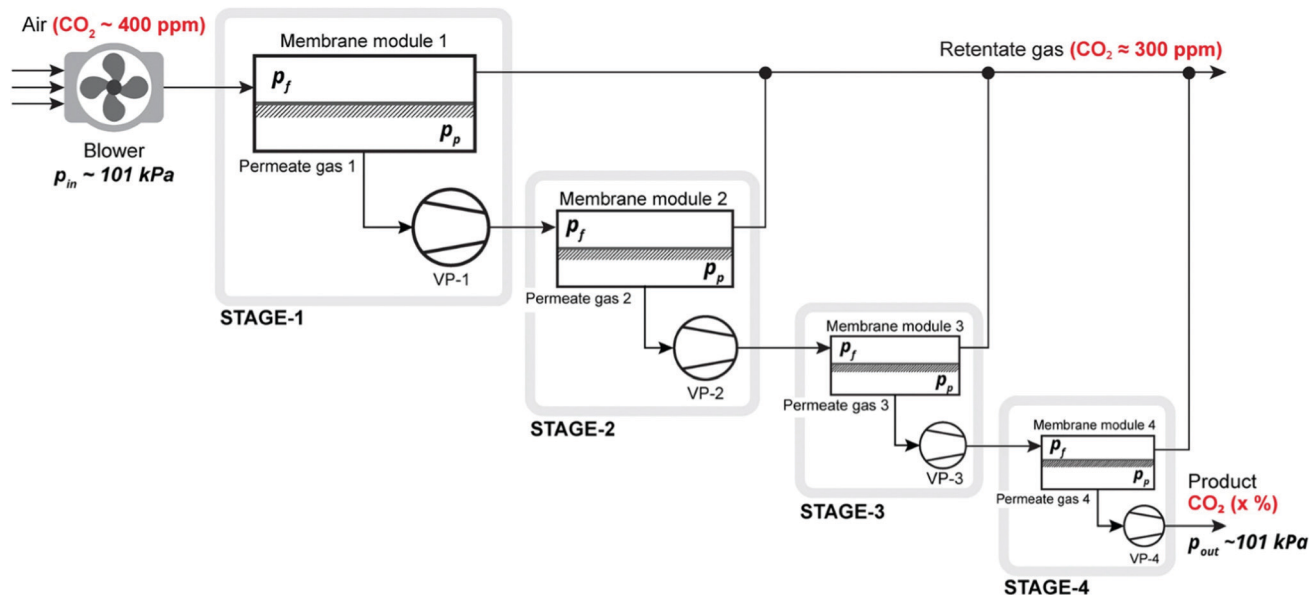 Air (CO₂ ~ 400 ppm)
Blower
p_in ~ 101 kPa
Membrane module 1
p_f
p_p
Permeate gas 1
VP-1
STAGE-1
Retentate gas (CO₂ ≈ 300 ppm)
Membrane module 2
p_f
p_p
Permeate gas 2
VP-2
STAGE-2
Membrane module 3
p_f
p_p
Permeate gas 3
VP-3
STAGE-3
Membrane module 4
p_f
p_p
Permeate gas 4
VP-4
STAGE-4
Product
CO₂ (x %)
p_out ~101 kPa